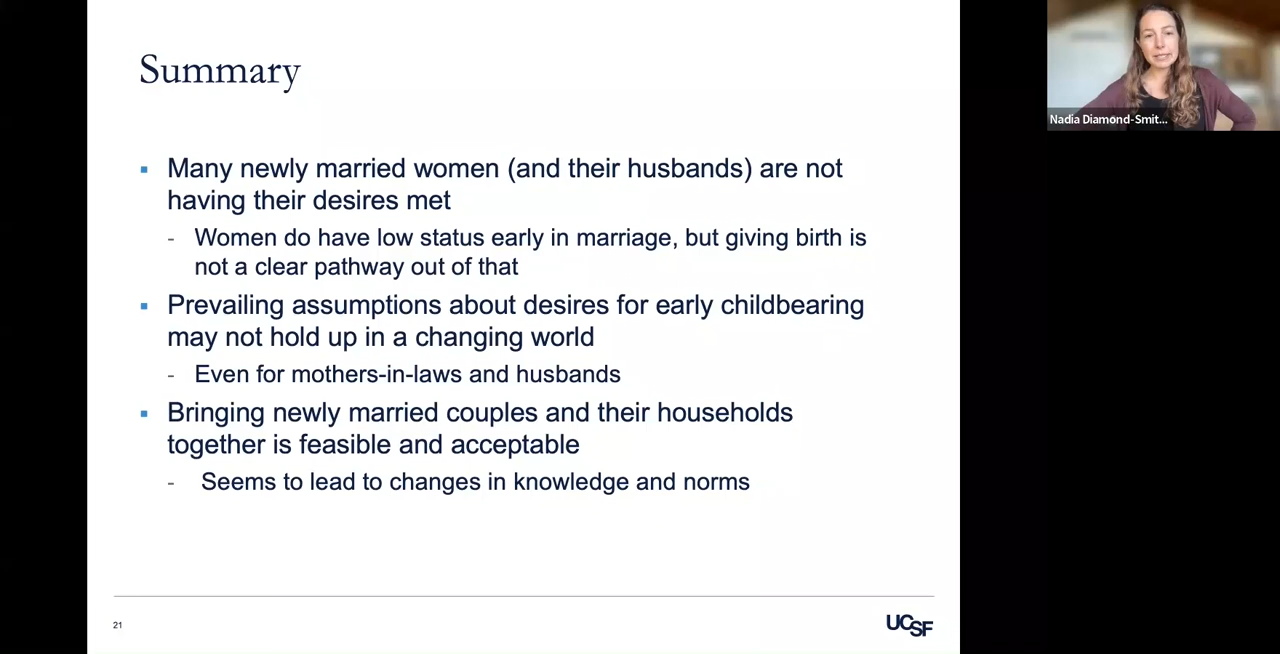 Summary
▪ Many newly married women (and their husbands) are not
having their desires met
- Women do have low status early in marriage, but giving birth is
not a clear pathway out of that
▪ Prevailing assumptions about desires for early childbearing
may not hold up in a changing world
- Even for mothers-in-laws and husbands
▪ Bringing newly married couples and their households
together is feasible and acceptable
- Seems to lead to changes in knowledge and norms
21
UCSF
Nadia Diamond-Smit...